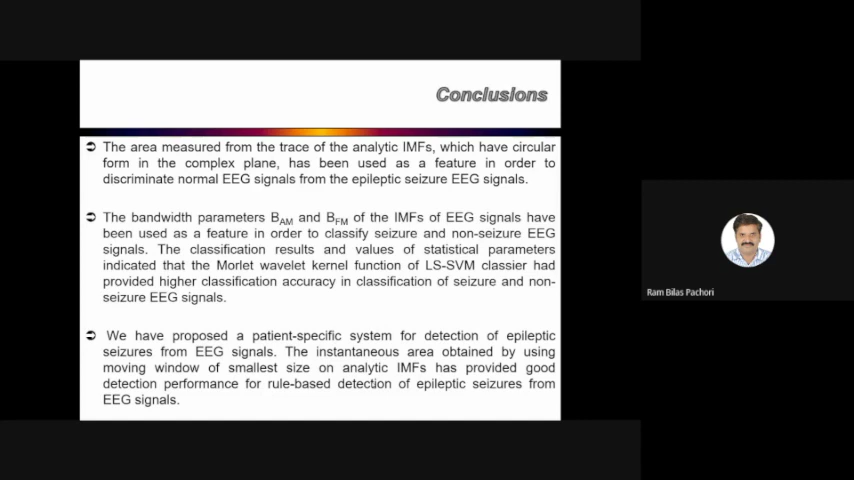 Conclusions
The area measured from the trace of the analytic IMFs, which have circular
form in the complex plane, has been used as a feature in order to
discriminate normal EEG signals from the epileptic seizure EEG signals.
The bandwidth parameters BAM and BFM of the IMFs of EEG signals have
been used as a feature in order to classify seizure and non-seizure EEG
signals. The classification results and values of statistical parameters
indicated that the Morlet wavelet kernel function of LS-SVM classier had
provided higher classification accuracy in classification of seizure and non-
seizure EEG signals.
We have proposed a patient-specific system for detection of epileptic
seizures from EEG signals. The instantaneous area obtained by using
moving window of smallest size on analytic IMFs has provided good
detection performance for rule-based detection of epileptic seizures from
EEG signals.
Ram Bilas Pachori